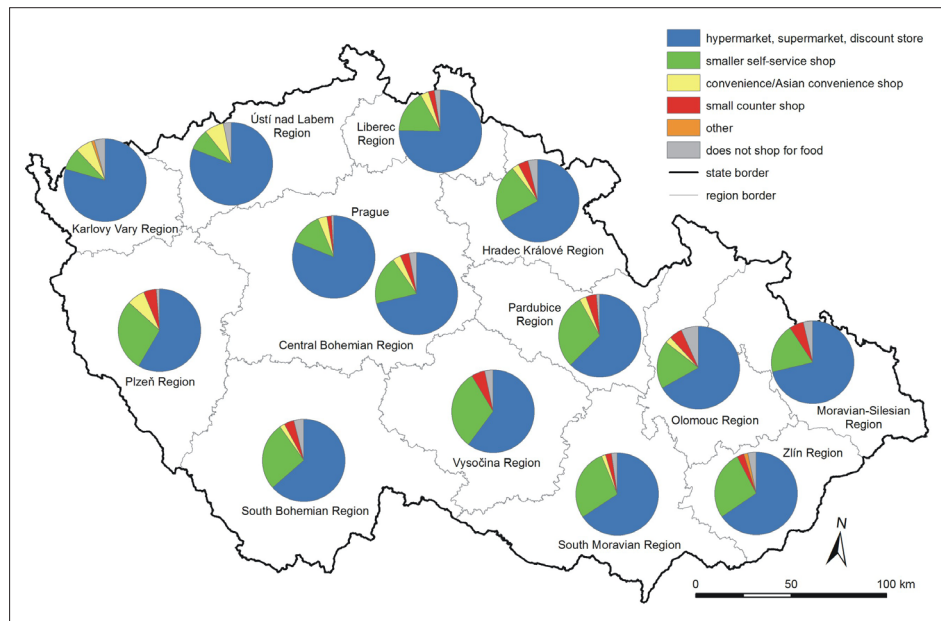 hypermarket, supermarket, discount store
smaller self-service shop
convenience/Asian convenience shop
small counter shop
other
does not shop for food
state border
region border
Ústí nad Labem
Region
Liberec
Region
Karlovy Vary Region
Prague
Hradec Králové Region
Pardubice
Region
Central Bohemian Region
Plzeň Region
Olomouc Region
Moravian-Silesian
Region
Vysočina Region
Zlín Region
South Bohemian Region
South Moravian Region
N
0 50 100 km